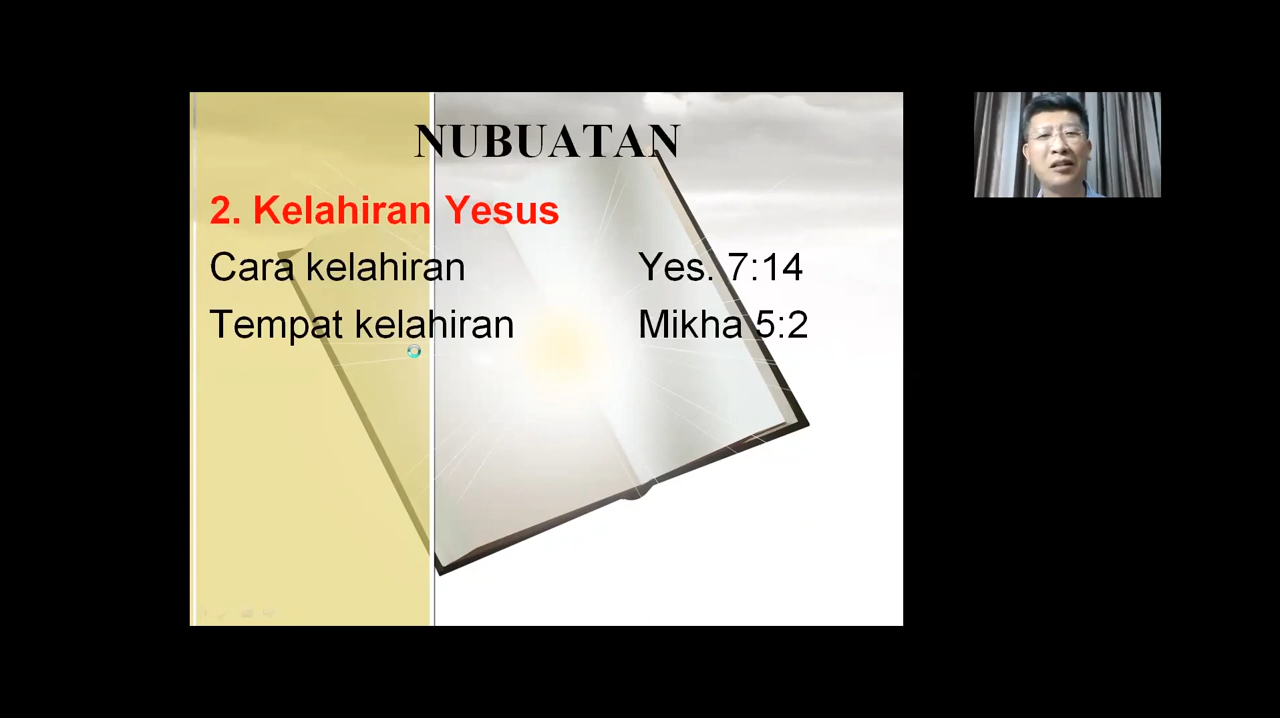 NUBUATAN
2. Kelahiran Yesus
Cara kelahiran Yes. 7:14
Tempat kelahiran Mikha 5:2